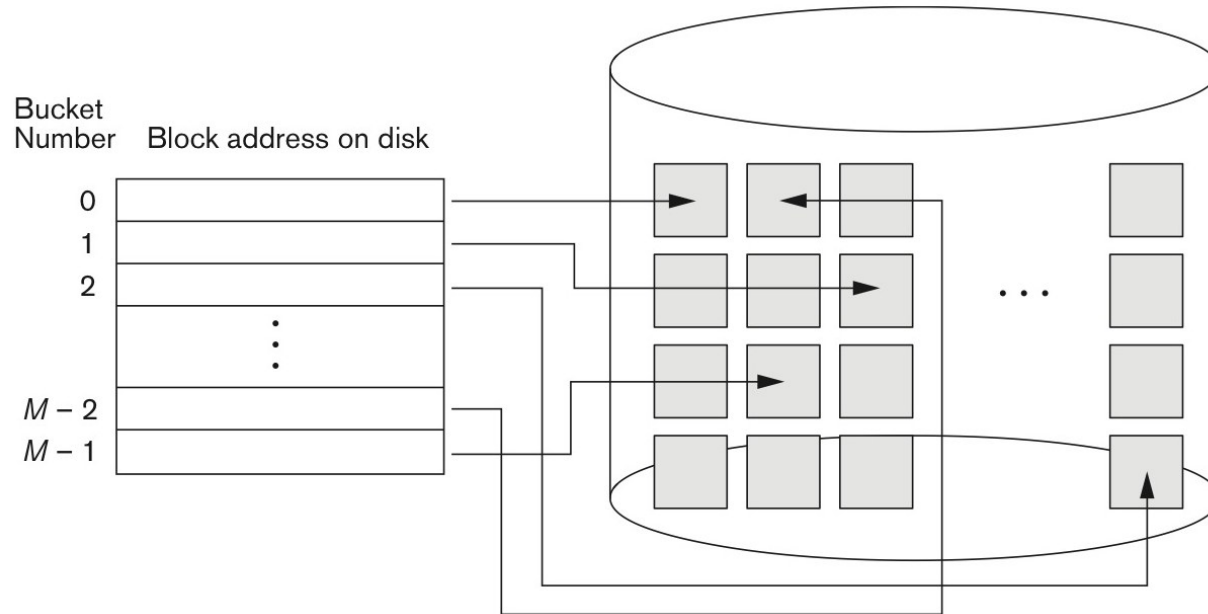 Bucket
Number Block address on disk
0
1
2
M – 2
M – 1